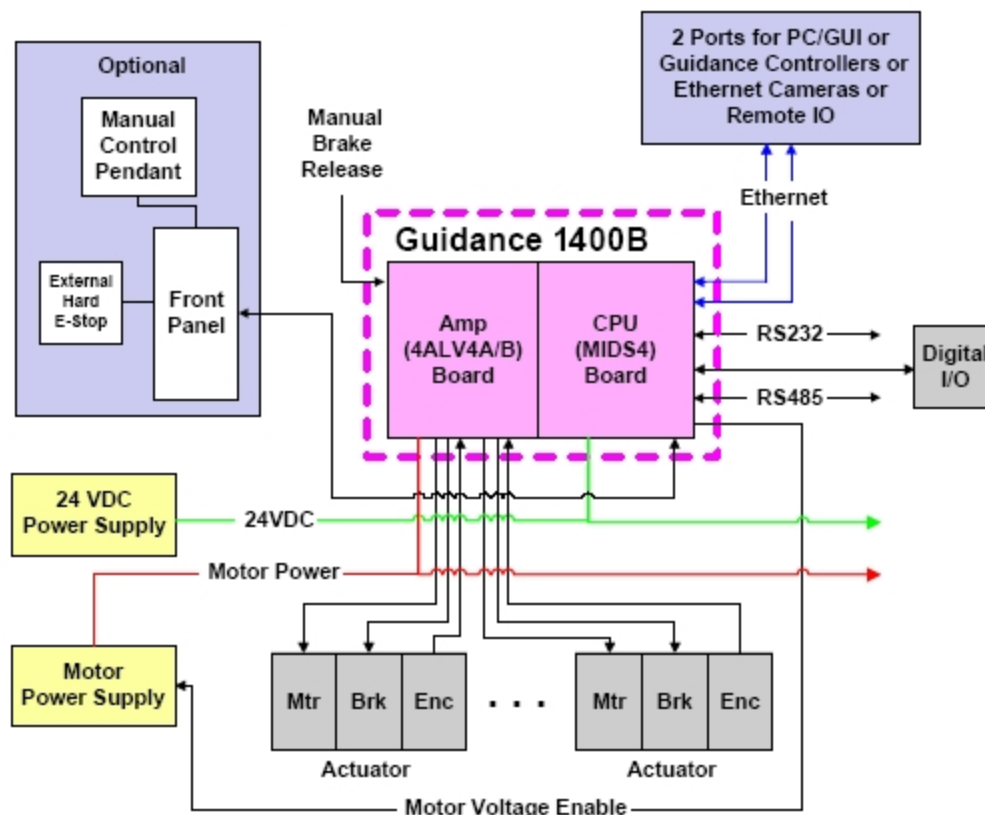 Optional
Manual
Control
Pendant
External
Hard
E-Stop
Front
Panel
Manual
Brake
Release
2 Ports for PC/GUI or
Guidance Controllers or
Ethernet Cameras or
Remote IO
Ethernet
Guidance 1400B
Amp
(4ALV4A/B)
Board
CPU
(MIDS4)
Board
RS232
RS485
Digital
I/O
24 VDC
Power Supply
24VDC
Motor Power
Motor
Power Supply
Mtr
Brk
Enc
. . .
Mtr
Brk
Enc
Actuator
Actuator
Motor Voltage Enable